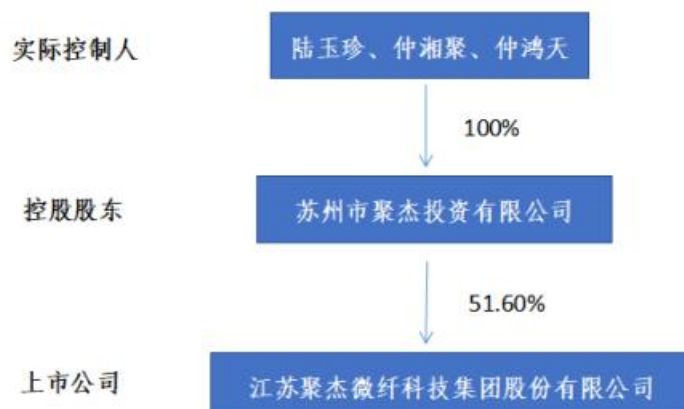 实际控制人
陆玉珍、仲湘聚、仲鸿天
100%
控股股东
苏州市聚杰投资有限公司
51.60%
上市公司
江苏聚杰微纤科技集团股份有限公司